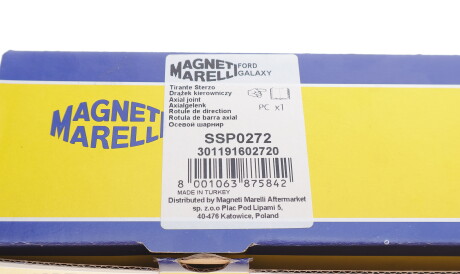 MAGNETI
MARELLI
MAGNETI
MARELLI
FORD
GALAXY
Tirante Sterzo
Drążek kierowniczy
Axial joint
Axialgelenk
Rotule de direction
Rotula de barra axial
Осевой шарнир
PC x1
SSP0272
301191602720
8 001063 875842
MADE IN TURKEY
Distributed by Magneti Marelli Aftermarket
sp. z.o.o Plac Pod Lipami 5,
40-476 Katowice, Poland